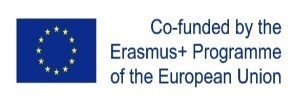 Co-funded by the
Erasmus+ Programme
of the European Union